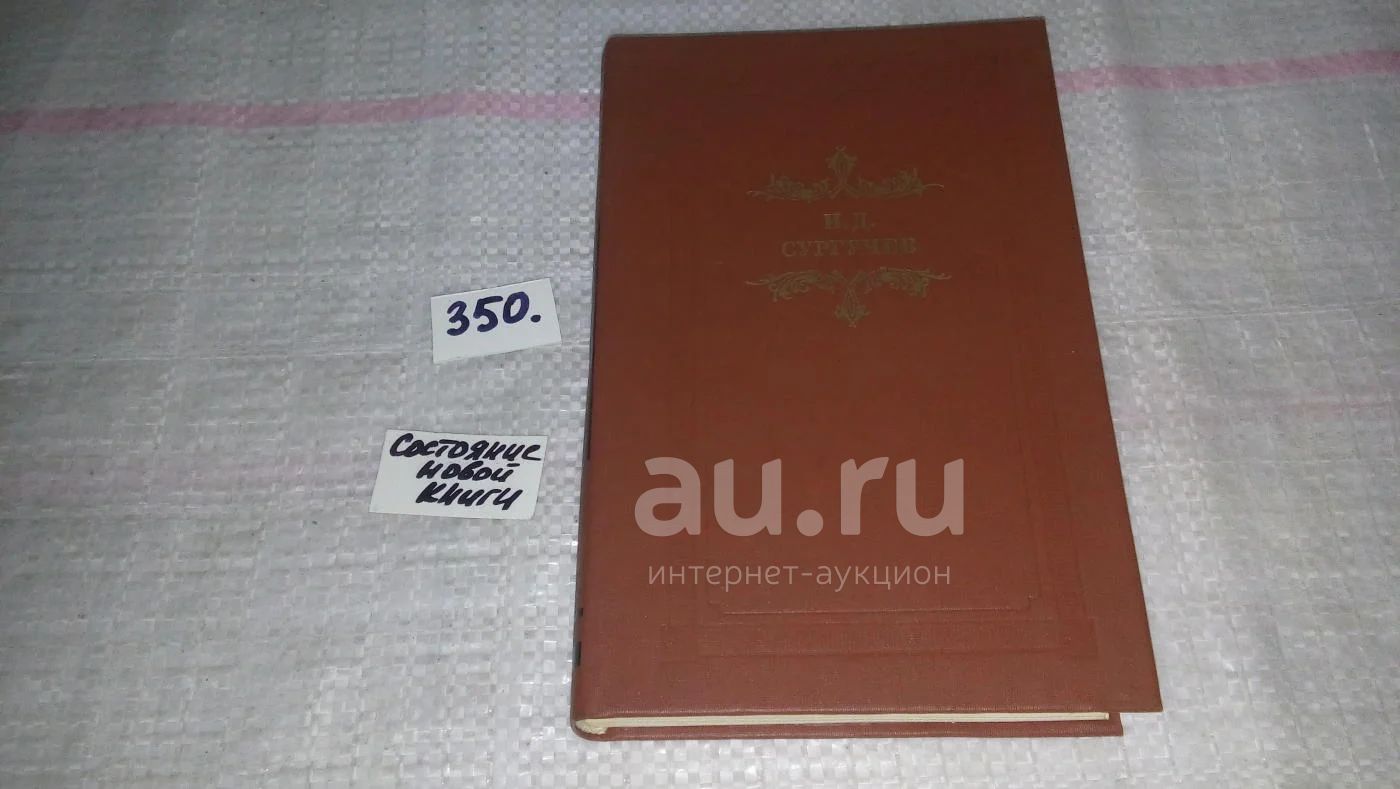 И. Д.
СУРГУЧЕВ
350.
Состояние
новой
книги
au.ru
интернет-аукцион